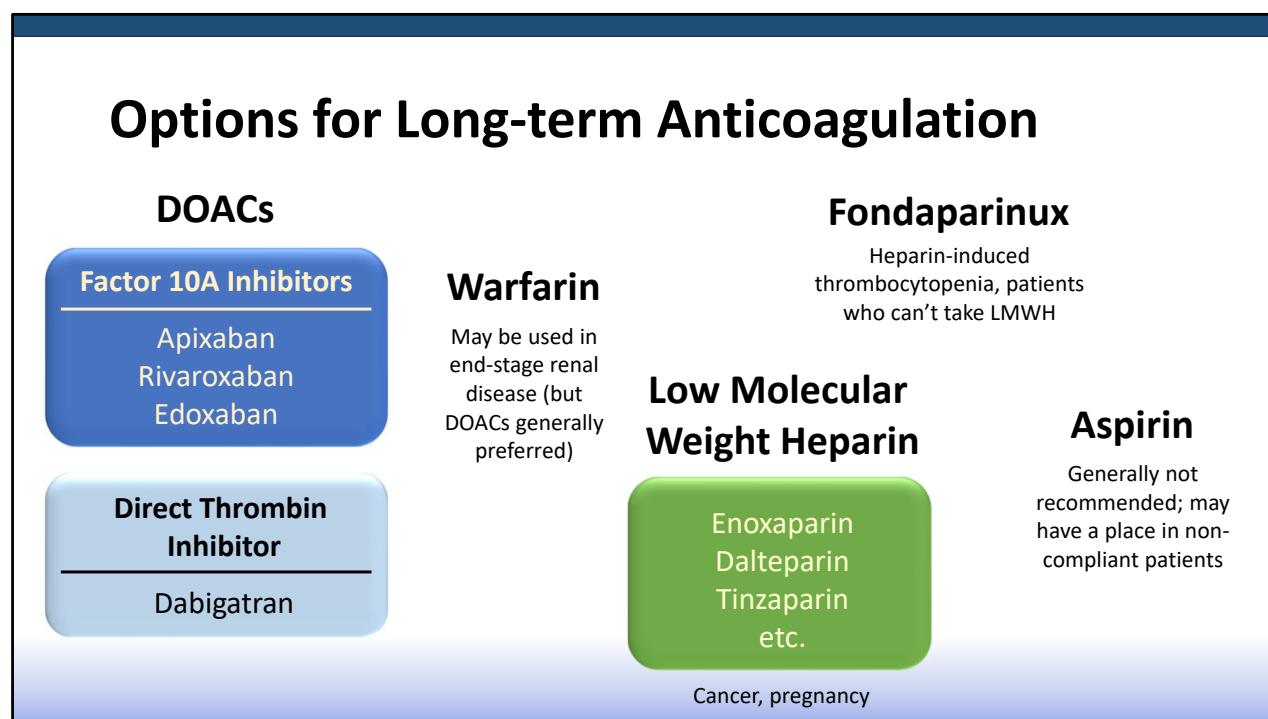 Options for Long-term Anticoagulation
DOACs
Factor 10A Inhibitors
Apixaban
Rivaroxaban
Edoxaban
Direct Thrombin
Inhibitor
Dabigatran
Warfarin
May be used in
end-stage renal
disease (but
DOACs generally
preferred)
Fondaparinux
Heparin-induced
thrombocytopenia, patients
who can’t take LMWH
Low Molecular
Weight Heparin
Enoxaparin
Dalteparin
Tinzaparin
etc.
Cancer, pregnancy
Aspirin
Generally not
recommended; may
have a place in non-
compliant patients